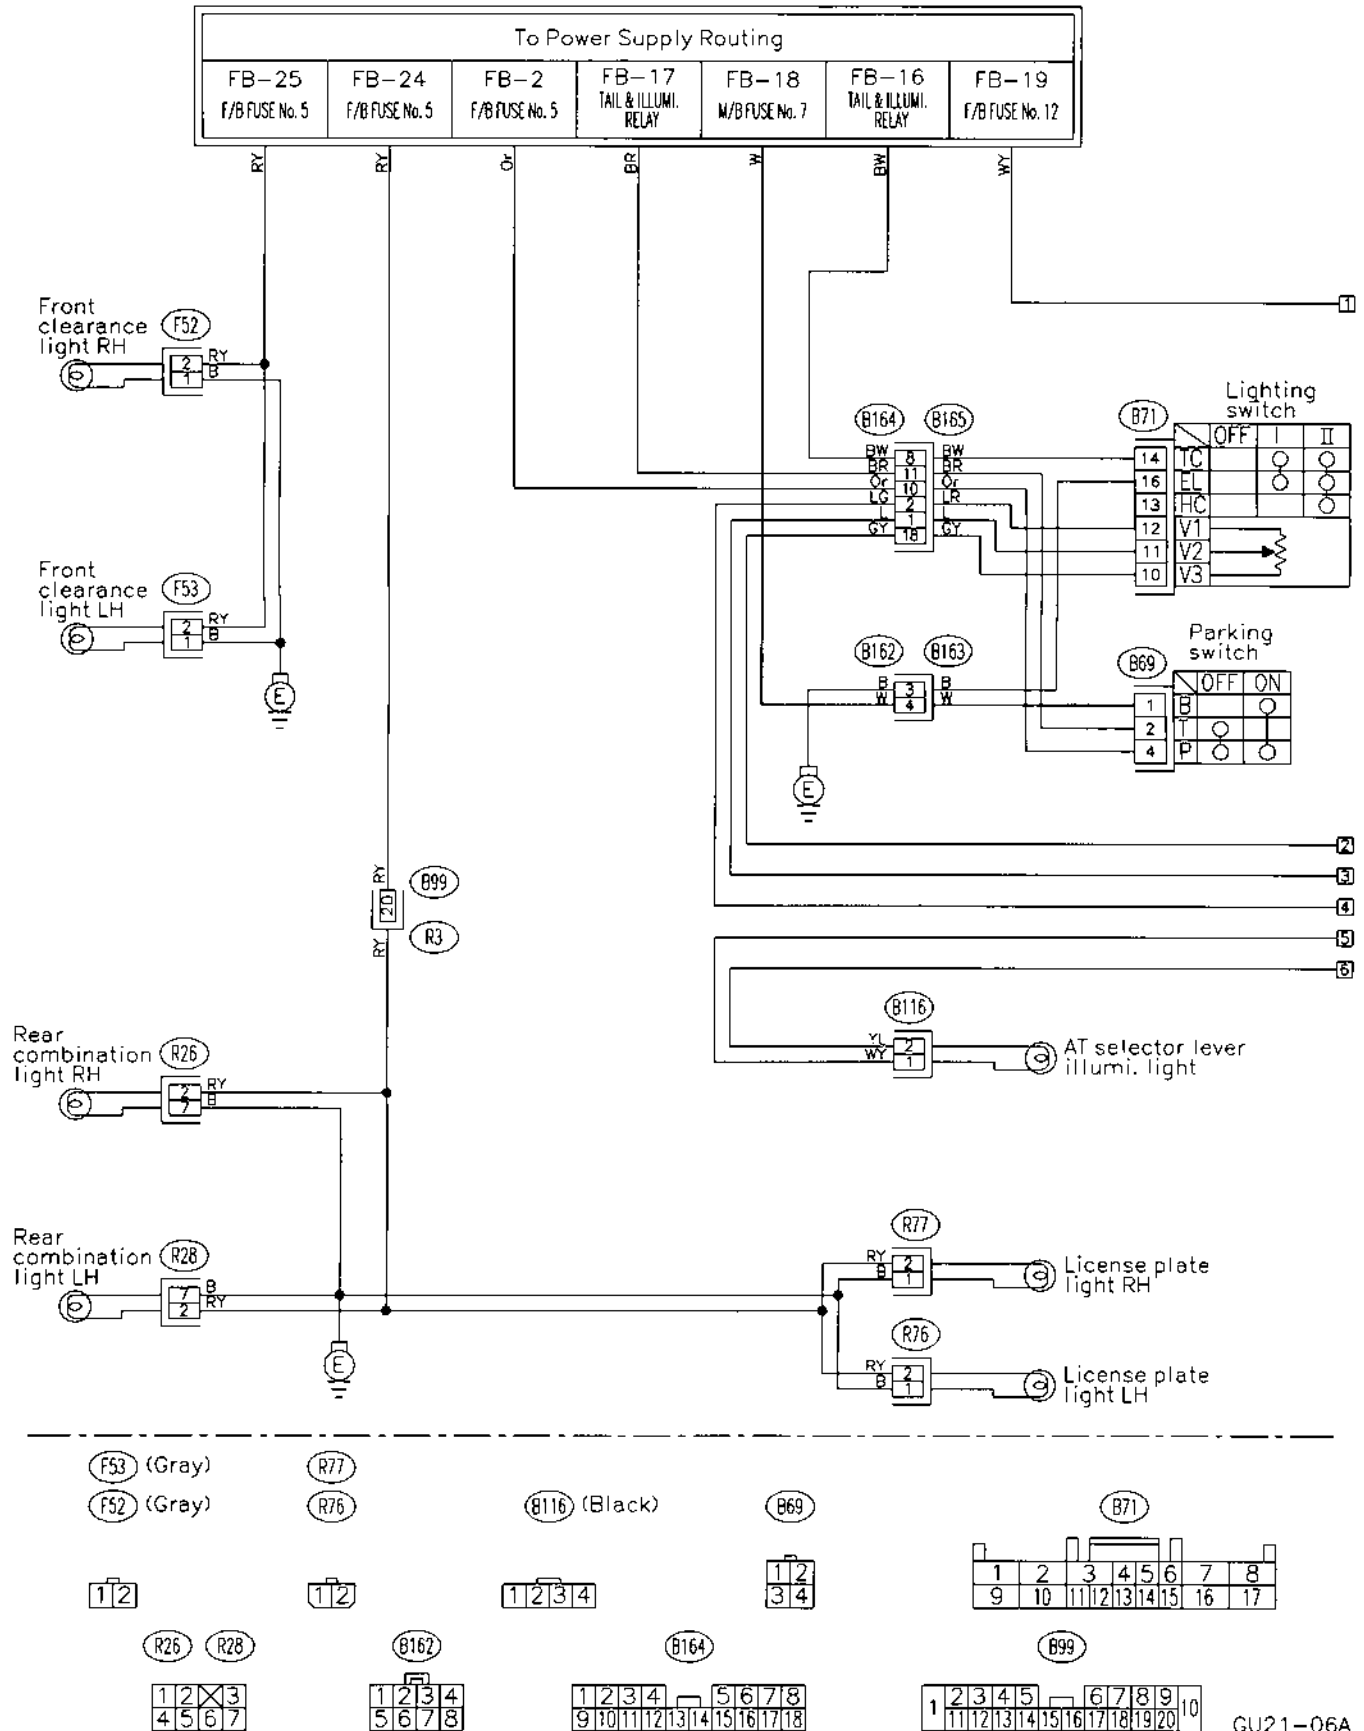 To Power Supply Routing
FB-25 FB-24 FB-2 FB-17 FB-18 FB-16 FB-19
F/B FUSE No. 5 F/B FUSE No. 5 F/B FUSE No. 5 TAIL & ILLUMI. RELAY M/B FUSE No. 7 TAIL & ILLUMI. RELAY F/B FUSE No. 12
RY RY Or BR W BW WY
1
Front
clearance
light RH
F52
2 RY
1 B
Lighting
switch
B164 B165 B71
OFF I II
BW 8 BW 14 TC
BR 11 BR 16 EL
Or 10 Or 13 HC
LG 2 LR 12 V1
L 1 L 11 V2
GY 18 GY 10 V3
Front
clearance
light LH
F53
2 RY
1 B
E
Parking
switch
B162 B163 B69
OFF ON
B 3 B 1 B
W 4 W 2 T
4 P
E
2
3
4
5
6
RY
20
B99
R3
RY
B116
YL 2
WY 1
AT selector lever
illumi. light
Rear
combination
light RH
R26
2 RY
7 B
Rear
combination
light LH
R28
7 B
2 RY
E
R77
RY 2
B 1
License plate
light RH
R76
RY 2
B 1
License plate
light LH
F53 (Gray) R77
F52 (Gray) R76 B116 (Black) B69 B71
1 2
1 2
1 2 3 4
1 2
3 4
1 2 3 4 5 6 7 8
9 10 11 12 13 14 15 16 17
R26 R28 B162 B164 B99
1 2 3
4 5 6 7
1 2 3 4
5 6 7 8
1 2 3 4 5 6 7 8
9 10 11 12 13 14 15 16 17 18
1 2 3 4 5 6 7 8 9 10
11 12 13 14 15 16 17 18 19 20
GU21-06A